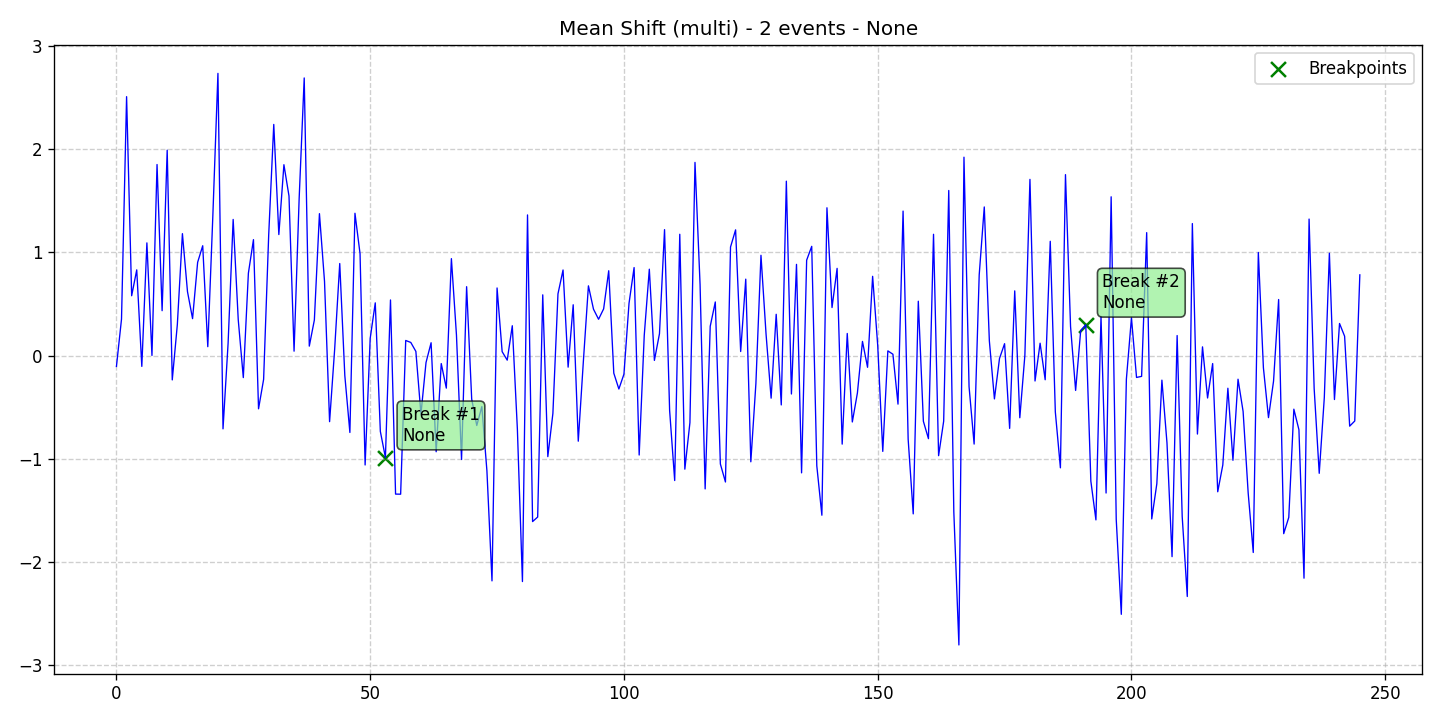 Mean Shift (multi) - 2 events - None
3
2
1
0
−1
−2
−3
Breakpoints
Break #2
None
Break #1
None
0
50
100
150
200
250